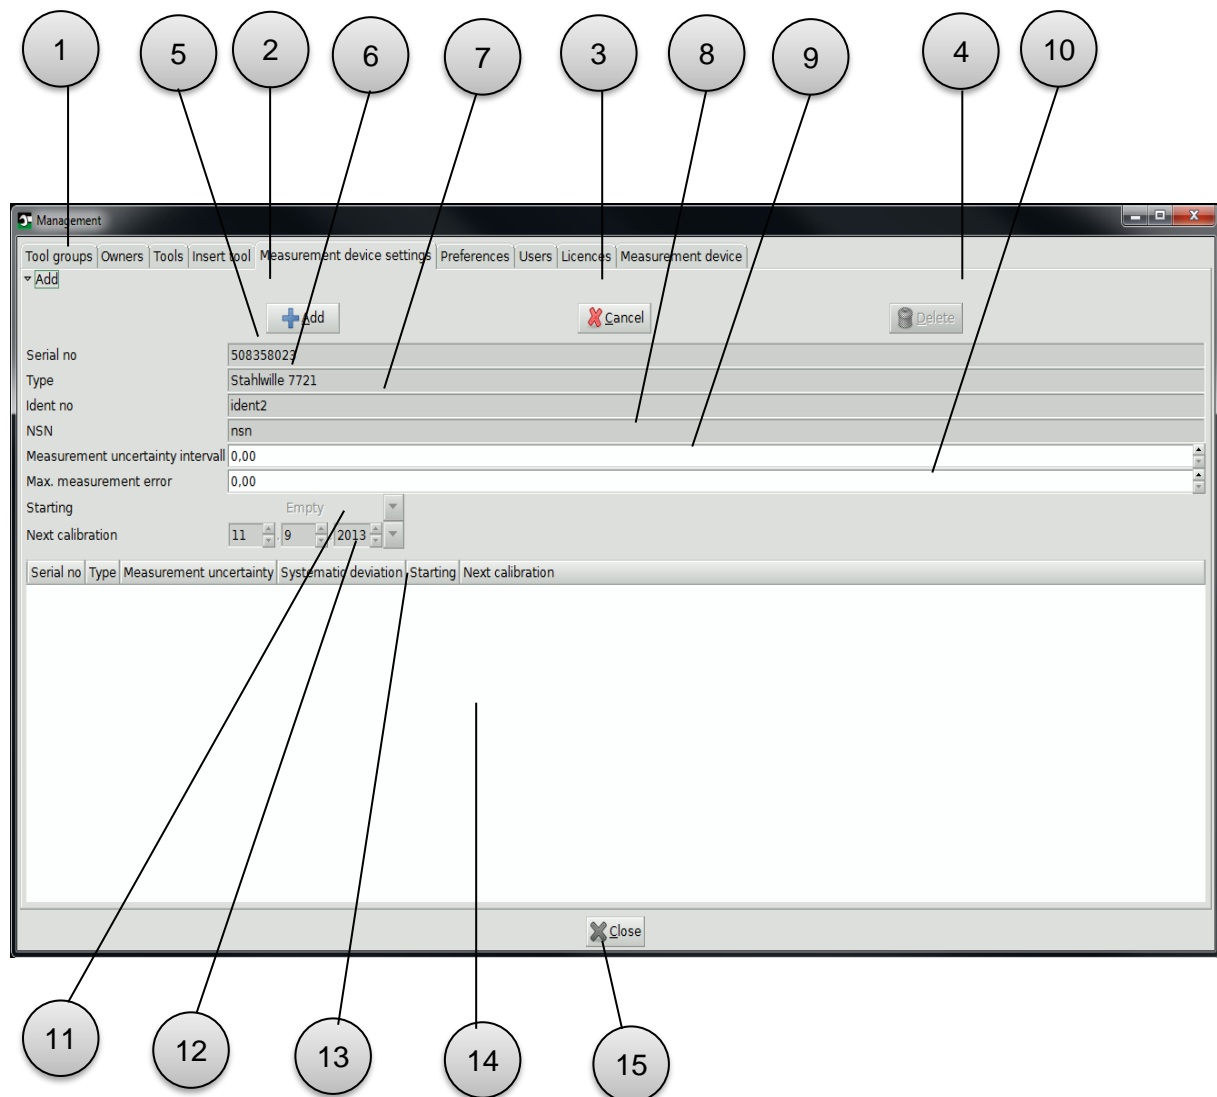 1 5 2 6 7 3 8 9 4 10
Management
Tool groups Owners Tools Insert tool Measurement device settings Preferences Users Licences Measurement device
Add
Add Cancel Delete
Serial no 508358023
Type Stahlwille 7721
Ident no ident2
NSN nsn
Measurement uncertainty intervall 0,00
Max. measurement error 0,00
Starting Empty
Next calibration 11 . 9 . 2013
Serial no Type Measurement uncertainty Systematic deviation Starting Next calibration
Close
11 12 13 14 15